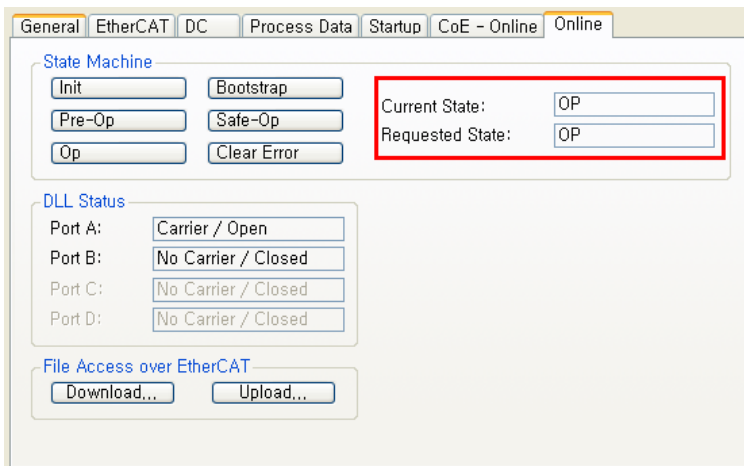 General EtherCAT DC Process Data Startup CoE - Online Online
State Machine
Init Bootstrap
Current State: OP
Pre-Op Safe-Op
Requested State: OP
Op Clear Error
DLL Status
Port A: Carrier / Open
Port B: No Carrier / Closed
Port C: No Carrier / Closed
Port D: No Carrier / Closed
File Access over EtherCAT
Download... Upload...